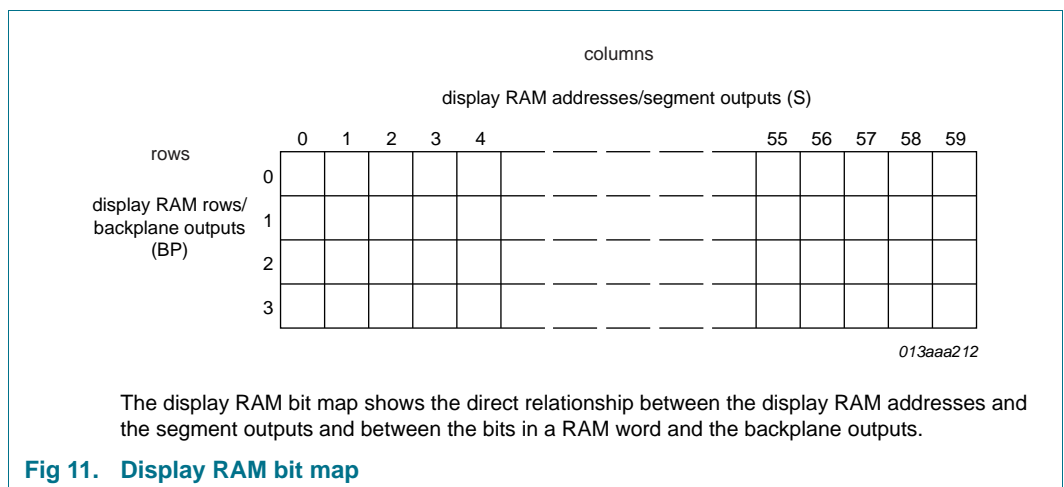 columns
display RAM addresses/segment outputs (S)
0 1 2 3 4 55 56 57 58 59
rows
0
display RAM rows/
1
backplane outputs
(BP)
2
3
013aaa212
The display RAM bit map shows the direct relationship between the display RAM addresses and
the segment outputs and between the bits in a RAM word and the backplane outputs.
Fig 11. Display RAM bit map